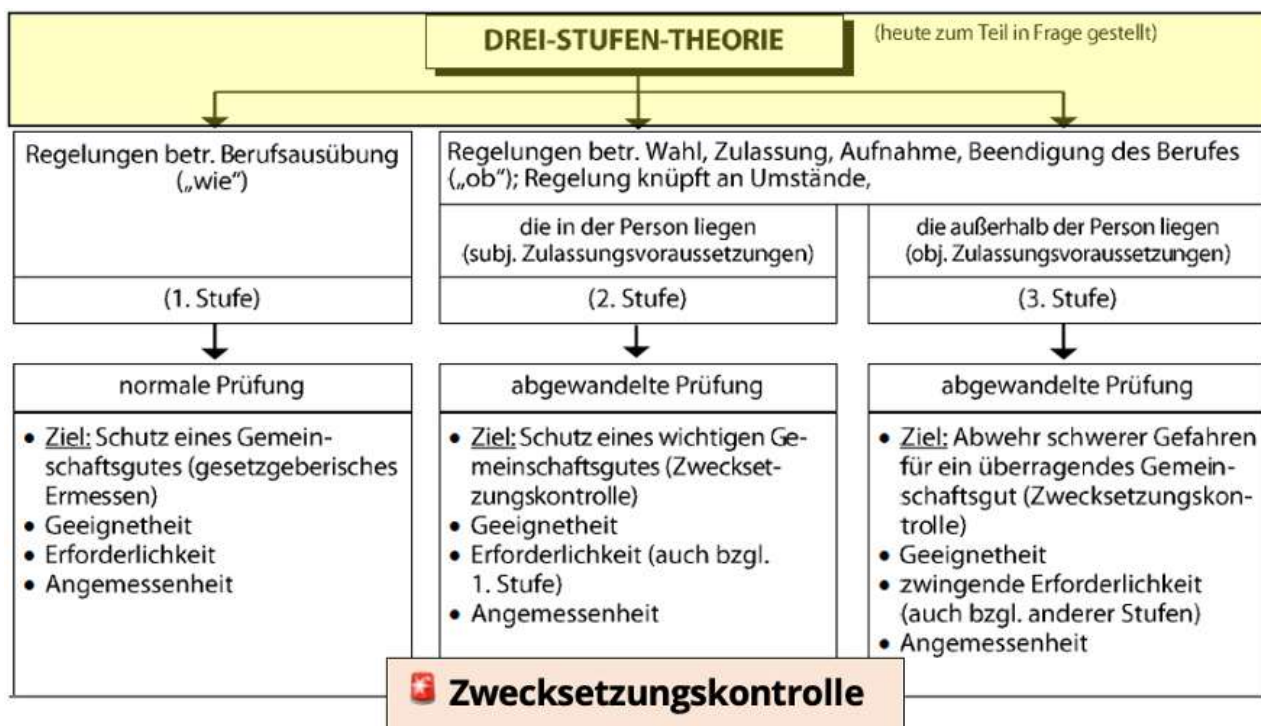 DREI-STUFEN-THEORIE
(heute zum Teil in Frage gestellt)
Regelungen betr. Berufsausübung
(„wie“)
Regelungen betr. Wahl, Zulassung, Aufnahme, Beendigung des Berufes
(„ob“); Regelung knüpft an Umstände,
die in der Person liegen
(subj. Zulassungsvoraussetzungen)
die außerhalb der Person liegen
(obj. Zulassungsvoraussetzungen)
(1. Stufe)
(2. Stufe)
(3. Stufe)
normale Prüfung
• Ziel: Schutz eines Gemein-
schaftsgutes (gesetzgeberisches
Ermessen)
• Geeignetheit
• Erforderlichkeit
• Angemessenheit
abgewandelte Prüfung
• Ziel: Schutz eines wichtigen Ge-
meinschaftsgutes (Zweckset-
zungskontrolle)
• Geeignetheit
• Erforderlichkeit (auch bzgl.
1. Stufe)
• Angemessenheit
abgewandelte Prüfung
• Ziel: Abwehr schwerer Gefahren
für ein überragendes Gemein-
schaftsgut (Zwecksetzungskon-
trolle)
• Geeignetheit
• zwingende Erforderlichkeit
(auch bzgl. anderer Stufen)
• Angemessenheit
🚨 Zwecksetzungskontrolle